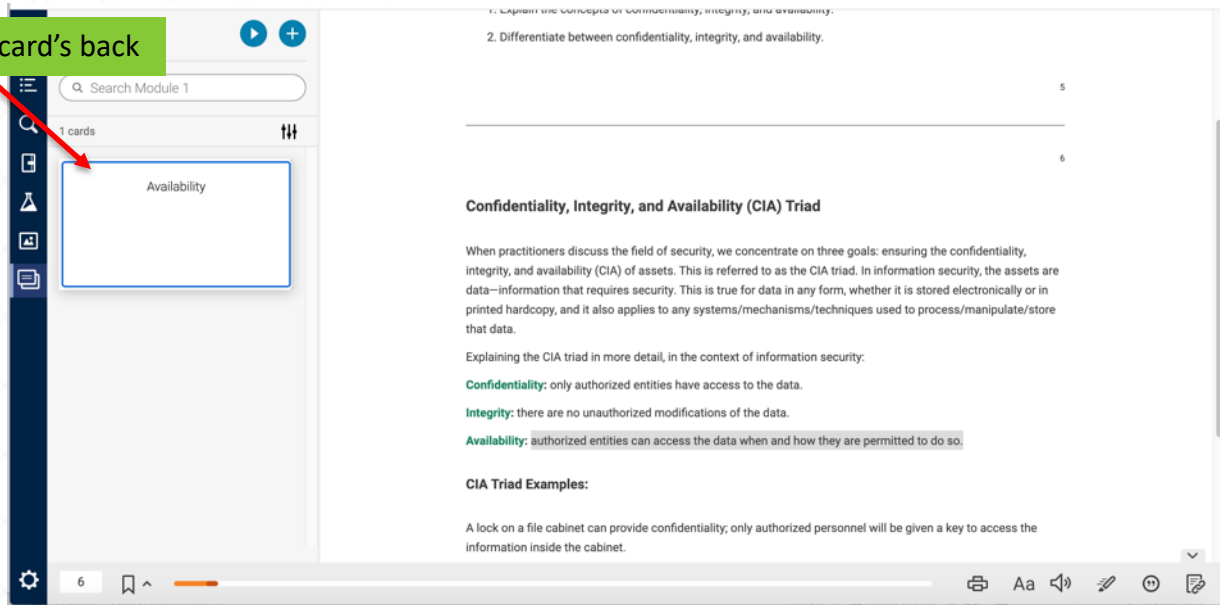 card’s back
Search Module 1
1 cards
Availability
1. Explain the concepts of confidentiality, integrity, and availability.
2. Differentiate between confidentiality, integrity, and availability.
5
6
Confidentiality, Integrity, and Availability (CIA) Triad
When practitioners discuss the field of security, we concentrate on three goals: ensuring the confidentiality,
integrity, and availability (CIA) of assets. This is referred to as the CIA triad. In information security, the assets are
data—information that requires security. This is true for data in any form, whether it is stored electronically or in
printed hardcopy, and it also applies to any systems/mechanisms/techniques used to process/manipulate/store
that data.
Explaining the CIA triad in more detail, in the context of information security:
Confidentiality: only authorized entities have access to the data.
Integrity: there are no unauthorized modifications of the data.
Availability: authorized entities can access the data when and how they are permitted to do so.
CIA Triad Examples:
A lock on a file cabinet can provide confidentiality; only authorized personnel will be given a key to access the
information inside the cabinet.
6
Aa